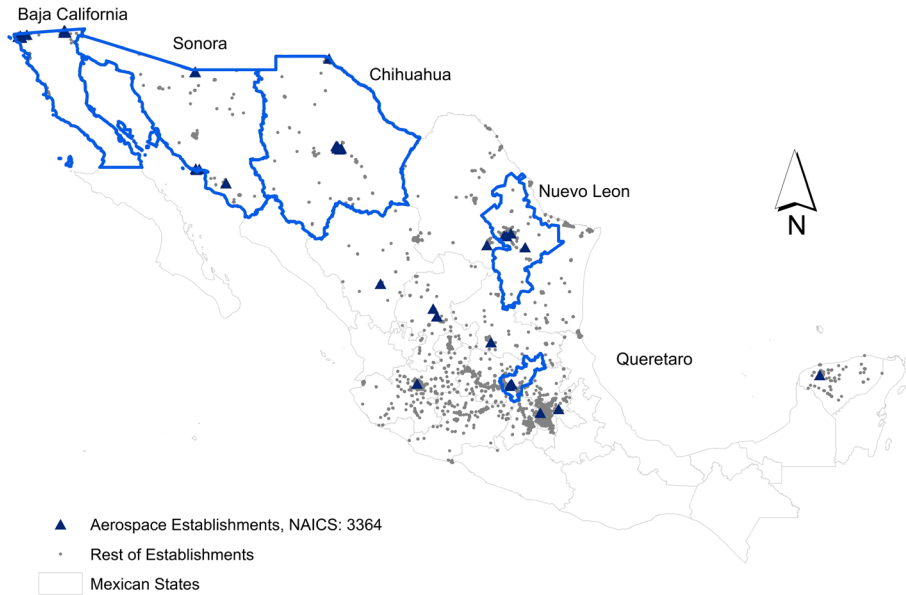 Baja California
Sonora
Chihuahua
Nuevo Leon
N
Queretaro
Aerospace Establishments, NAICS: 3364
Rest of Establishments
Mexican States